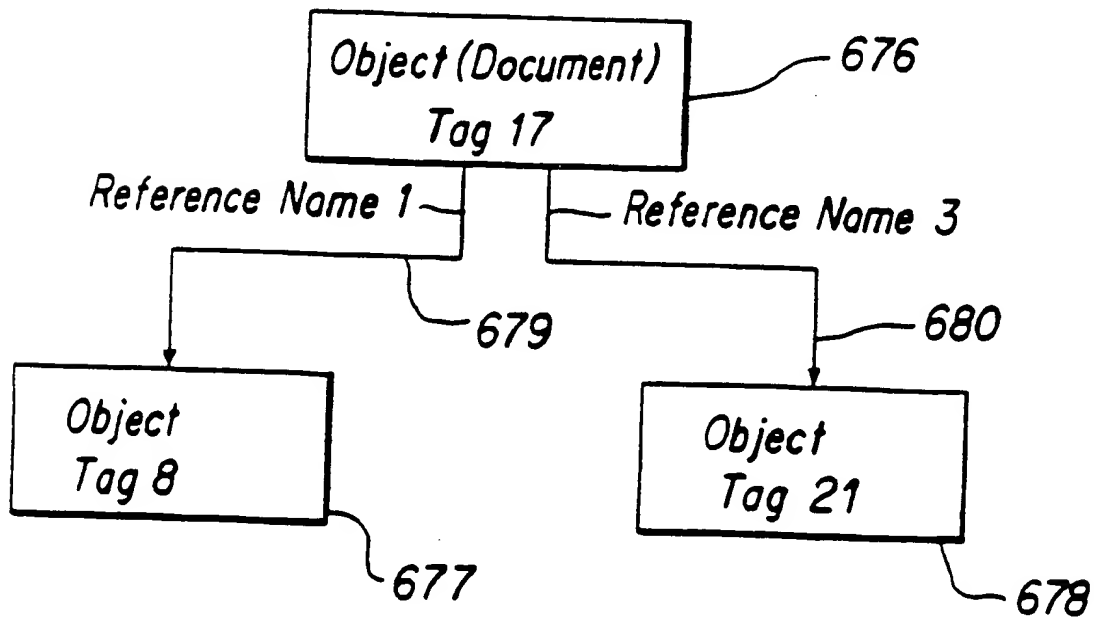 Object (Document)
Tag 17
676
Reference Name 1
Reference Name 3
679
680
Object
Tag 8
Object
Tag 21
677
678